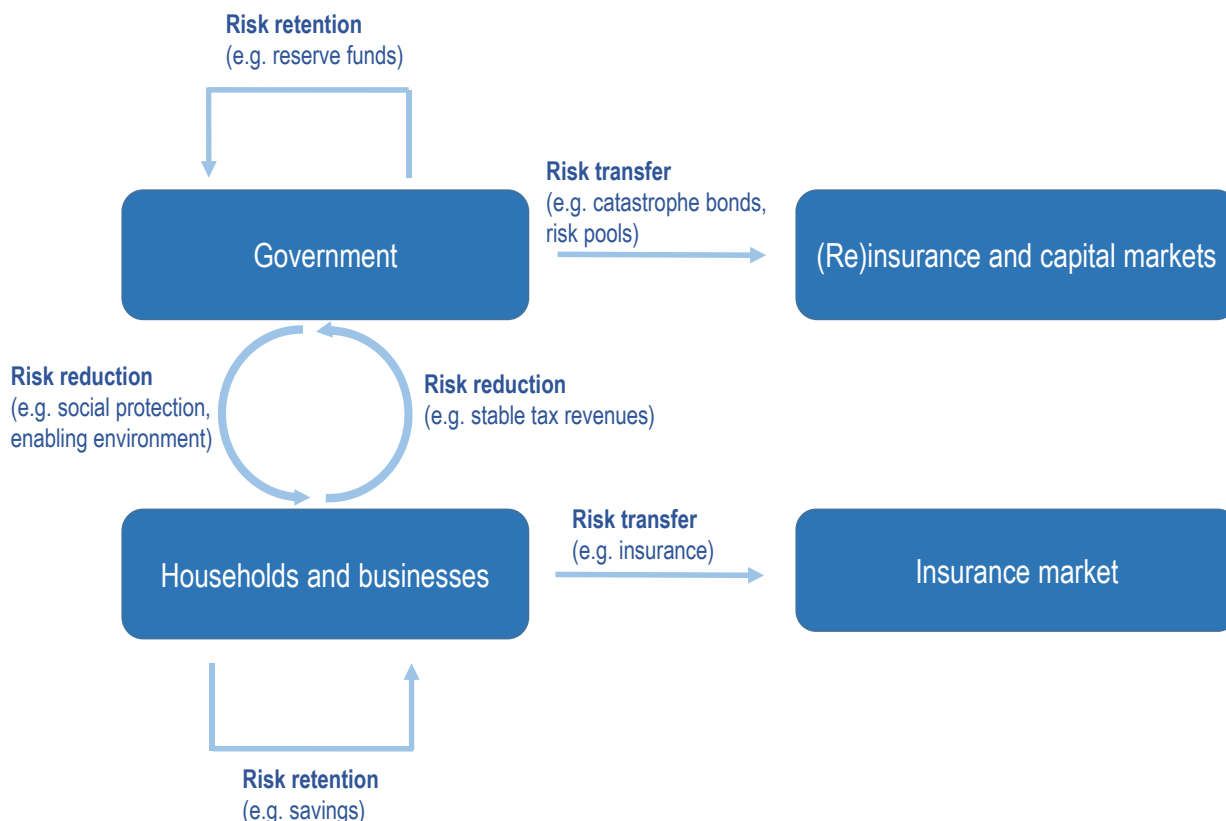 Risk retention
(e.g. reserve funds)
Risk transfer
(e.g. catastrophe bonds,
risk pools)
Government
(Re)insurance and capital markets
Risk reduction
(e.g. social protection,
enabling environment)
Risk reduction
(e.g. stable tax revenues)
Risk transfer
(e.g. insurance)
Households and businesses
Insurance market
Risk retention
(e.g. savings)